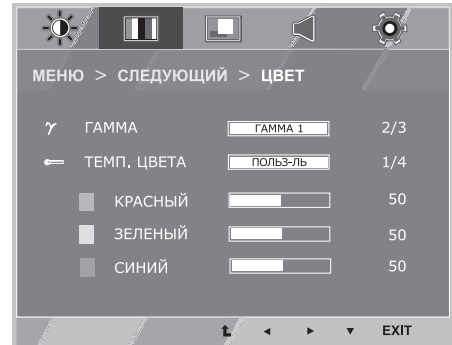 МЕНЮ > СЛЕДУЮЩИЙ > ЦВЕТ
γ ГАММА ГАММА 1 2/3
ТЕМП. ЦВЕТА ПОЛЬЗ-ЛЬ 1/4
КРАСНЫЙ 50
ЗЕЛЕНЫЙ 50
СИНИЙ 50
EXIT